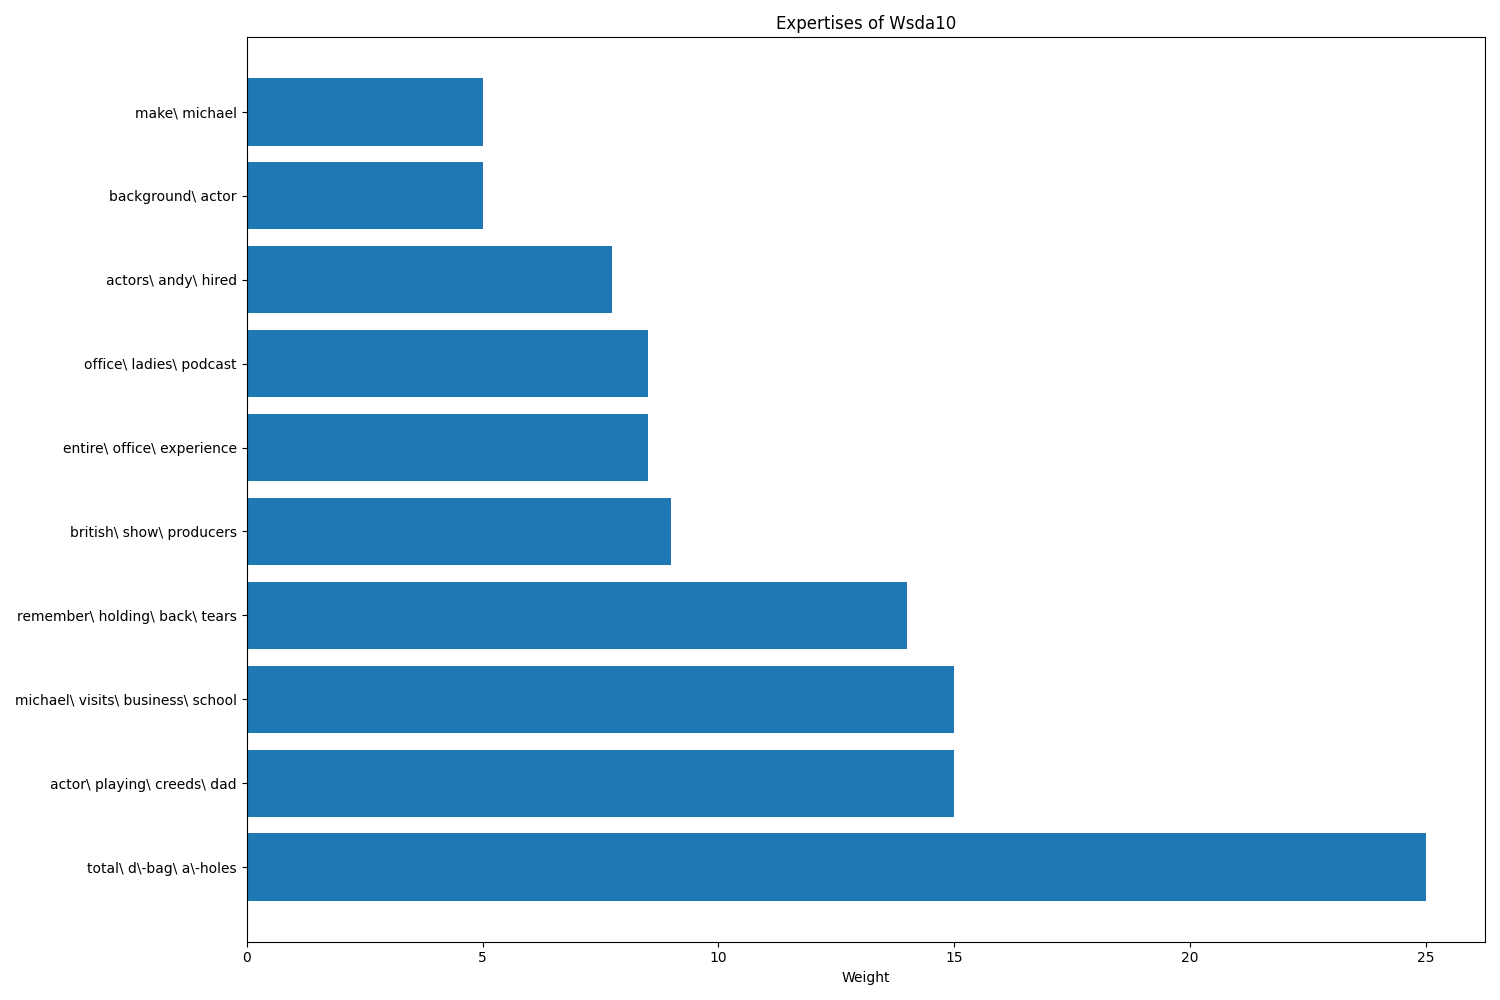 Expertises of Wsda10
make\ michael
background\ actor
actors\ andy\ hired
office\ ladies\ podcast
entire\ office\ experience
british\ show\ producers
remember\ holding\ back\ tears
michael\ visits\ business\ school
actor\ playing\ creeds\ dad
total\ d\-bag\ a\-holes
0 5 10 15 20 25
Weight